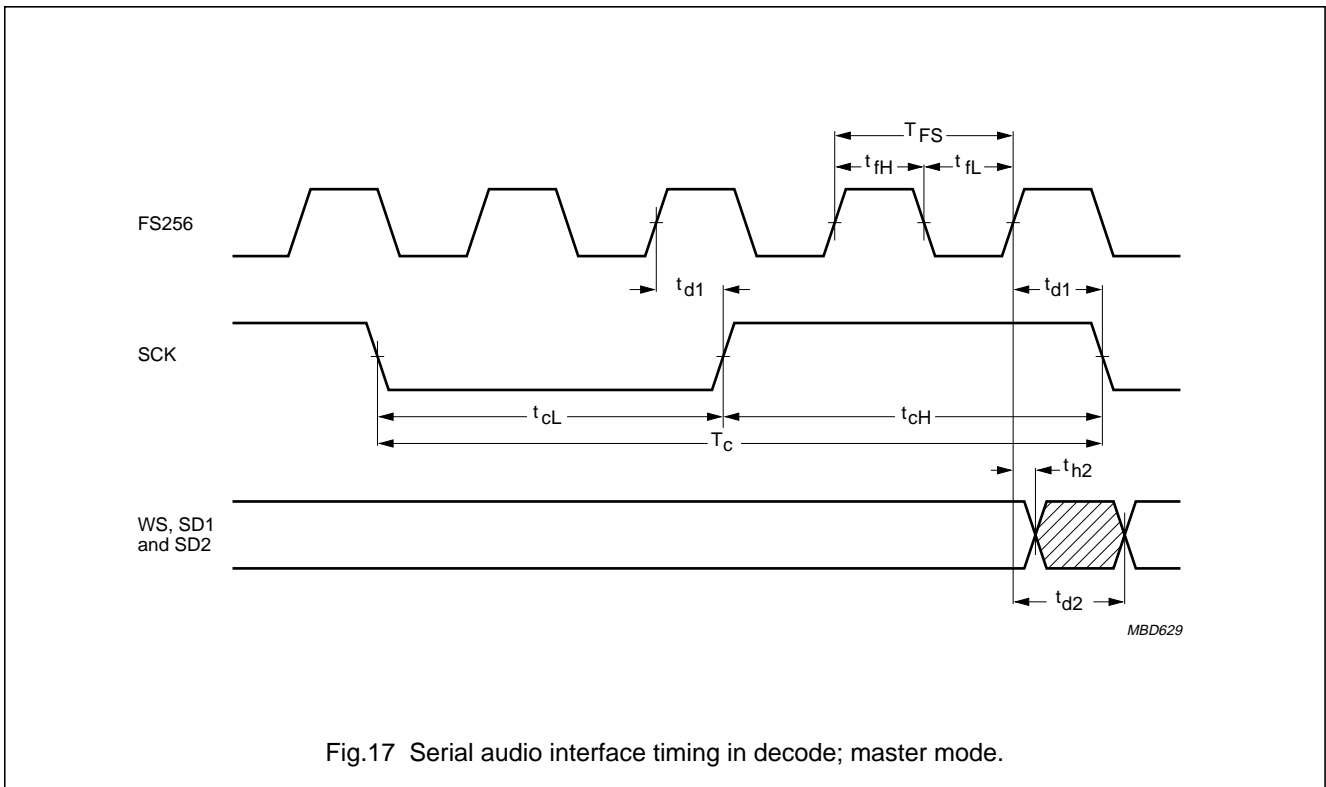 T FS
t fH
t fL
FS256
t d1
t d1
SCK
t cL
t cH
T c
t h2
WS, SD1
and SD2
t d2
MBD629
Fig.17 Serial audio interface timing in decode; master mode.